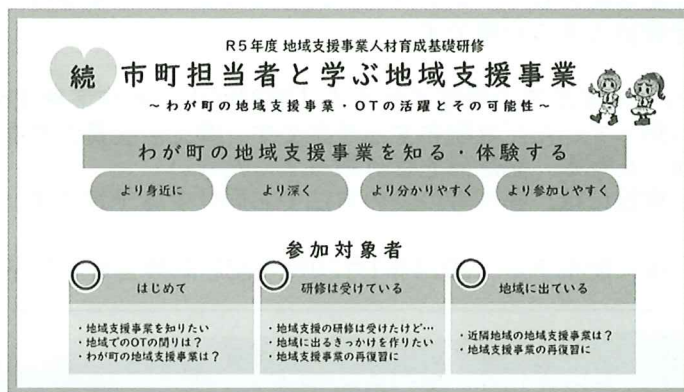 R5年度 地域支援事業人材育成基礎研修
続 市町担当者と学ぶ地域支援事業
～わが町の地域支援事業・OTの活躍とその可能性～
わが町の地域支援事業を知る・体験する
より身近に
より深く
より分かりやすく
より参加しやすく
参加対象者
はじめて
・地域支援事業を知りたい
・地域でのOTの関りは？
・わが町の地域支援事業は？
研修は受けている
・地域支援の研修は受けたけど…
・地域に出るきっかけを作りたい
・地域支援事業の再復習に
地域に出ている
・近隣地域の地域支援事業は？
・地域支援事業の再復習に